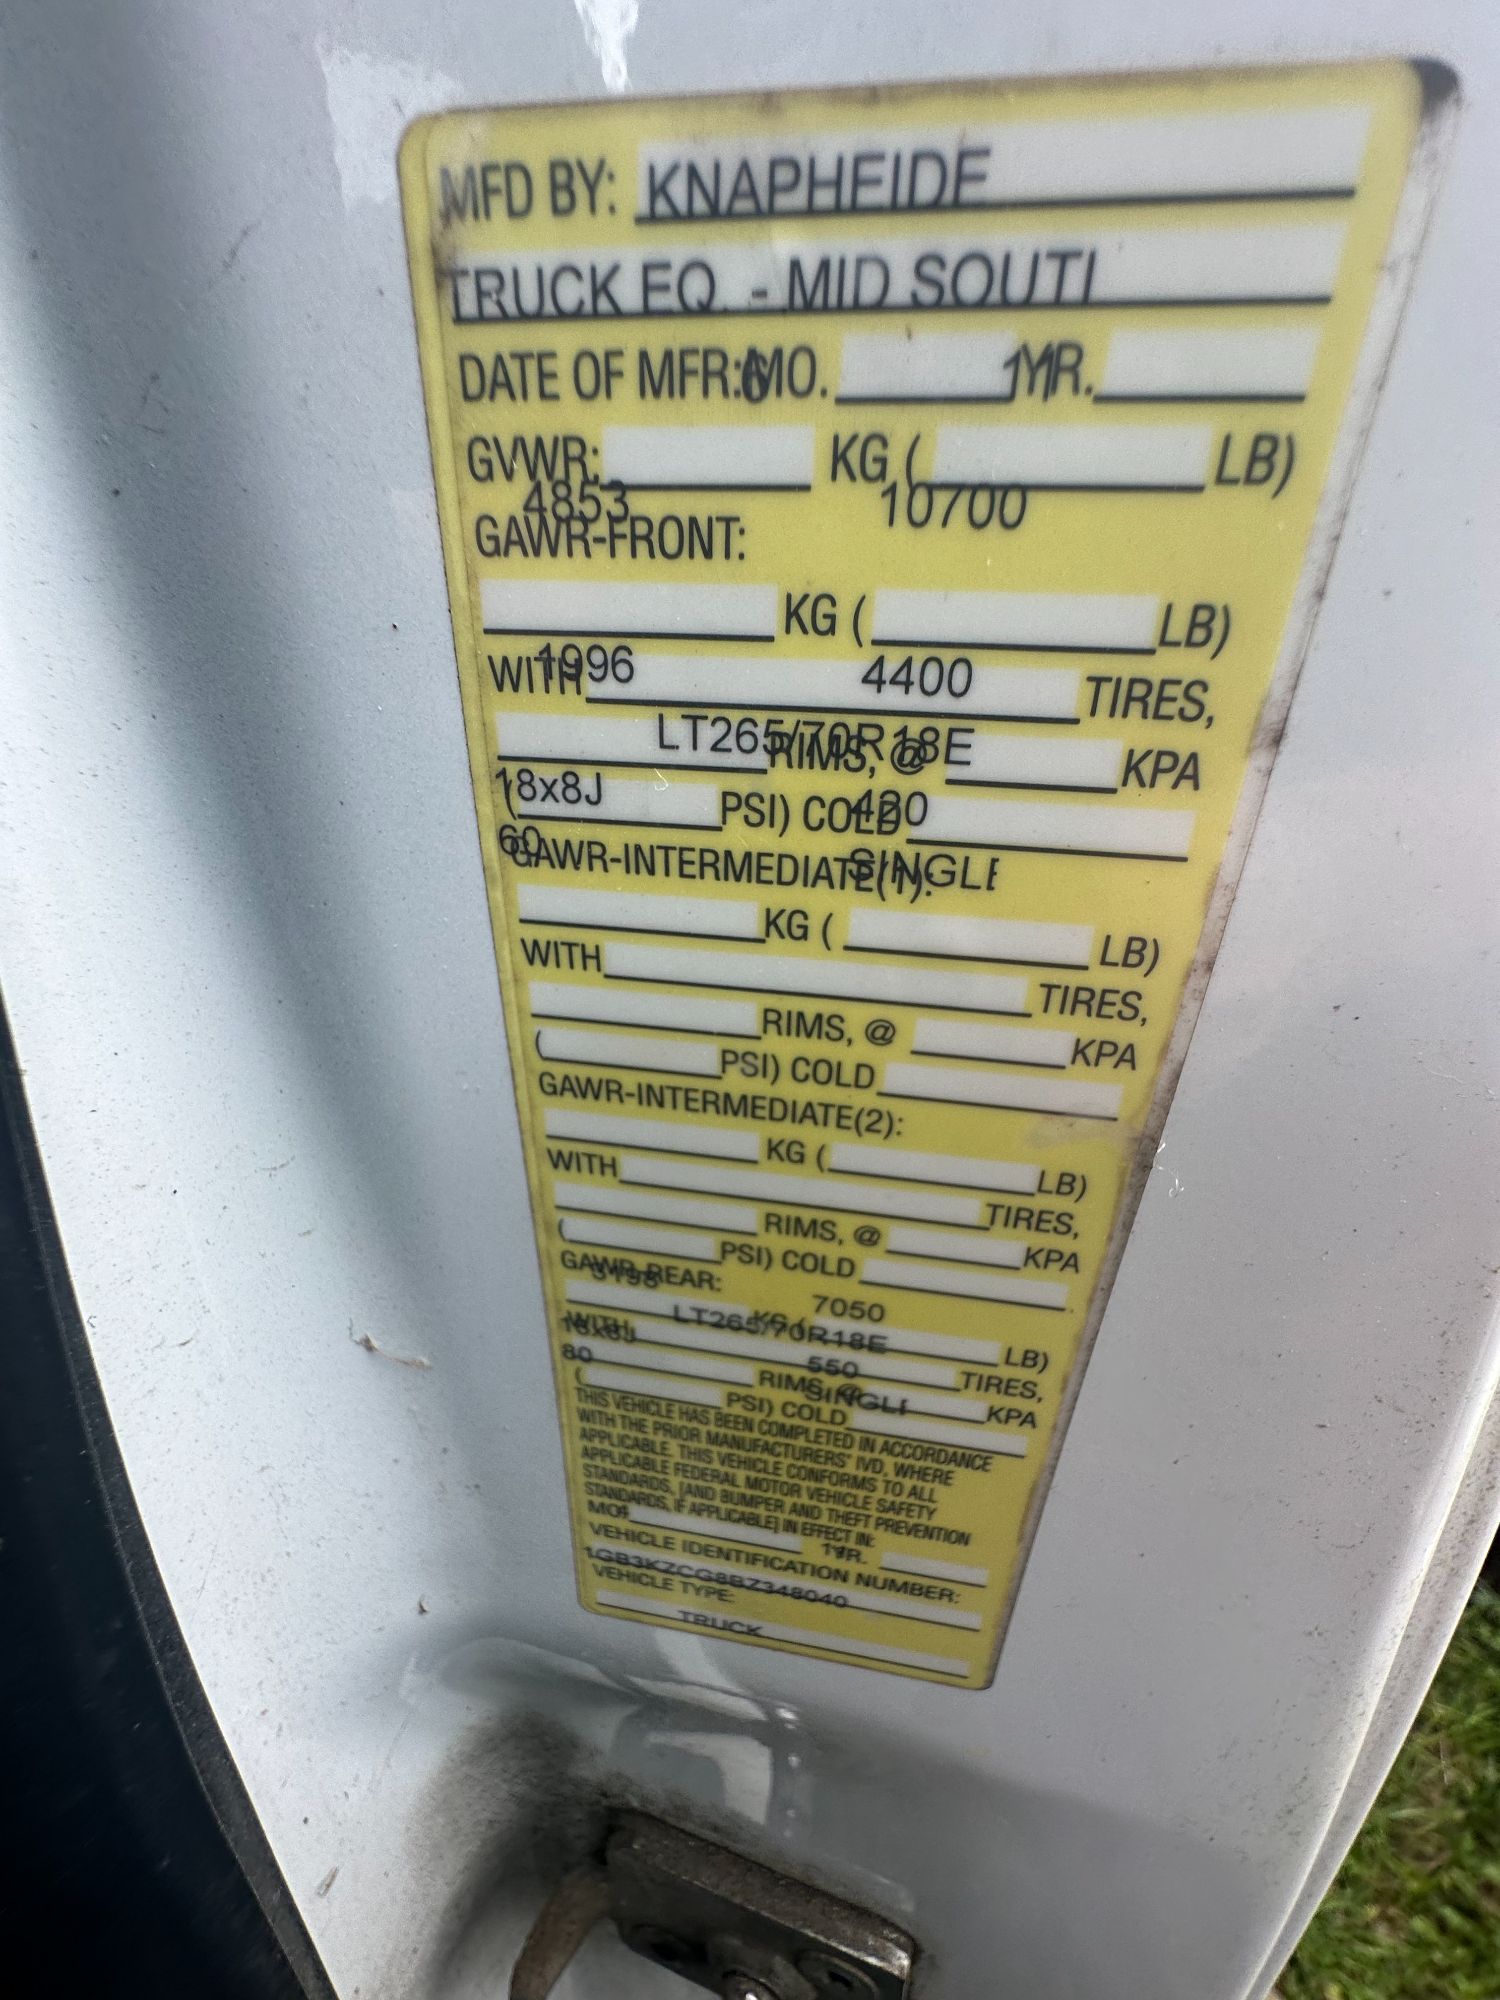 MFD BY: KNAPHEIDE
TRUCK EQ. - MID SOUTH
DATE OF MFR: MO. 6 YR. 11
GVWR: KG ( LB)
4853 10700
GAWR-FRONT:
KG ( LB)
1996 4400
WITH TIRES,
LT265/70R18E
RIMS, @ KPA
18x8J 420
( PSI) COLD
60 SINGLE
GAWR-INTERMEDIATE(1):
KG ( LB)
WITH TIRES,
RIMS, @ KPA
( PSI) COLD
GAWR-INTERMEDIATE(2):
KG ( LB)
WITH TIRES,
RIMS, @ KPA
( PSI) COLD
GAWR-REAR:
3198 7050
KG ( LB)
LT265/70R18E
WITH TIRES,
18x8J 550
RIMS, @ KPA
80 SINGLE
( PSI) COLD
THIS VEHICLE HAS BEEN COMPLETED IN ACCORDANCE
WITH THE PRIOR MANUFACTURERS' IVD, WHERE
APPLICABLE. THIS VEHICLE CONFORMS TO ALL
APPLICABLE FEDERAL MOTOR VEHICLE SAFETY
STANDARDS, [AND BUMPER AND THEFT PREVENTION
STANDARDS, IF APPLICABLE] IN EFFECT IN:
MO. YR.
VEHICLE IDENTIFICATION NUMBER:
1GB3KZCG8BZ348040
VEHICLE TYPE:
TRUCK